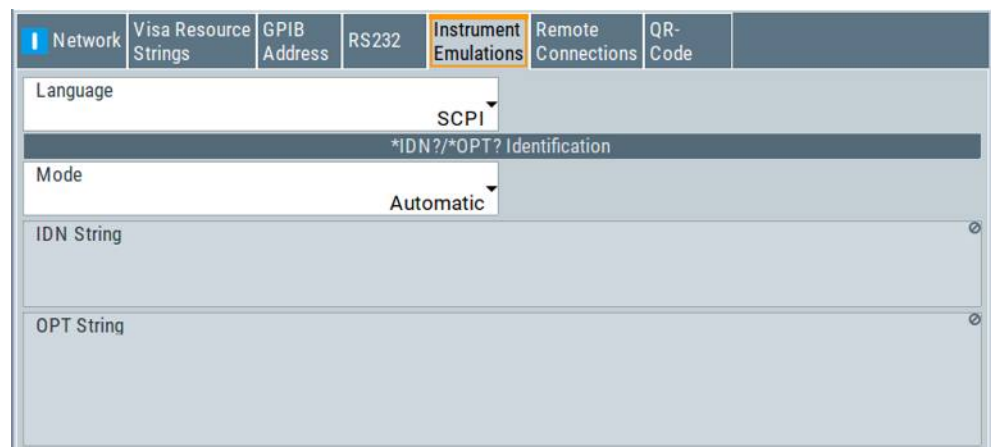 Network
Visa Resource
Strings
GPIB
Address
RS232
Instrument
Emulations
Remote
Connections
QR-
Code
Language
SCPI
*IDN?/*OPT? Identification
Mode
Automatic
IDN String
OPT String